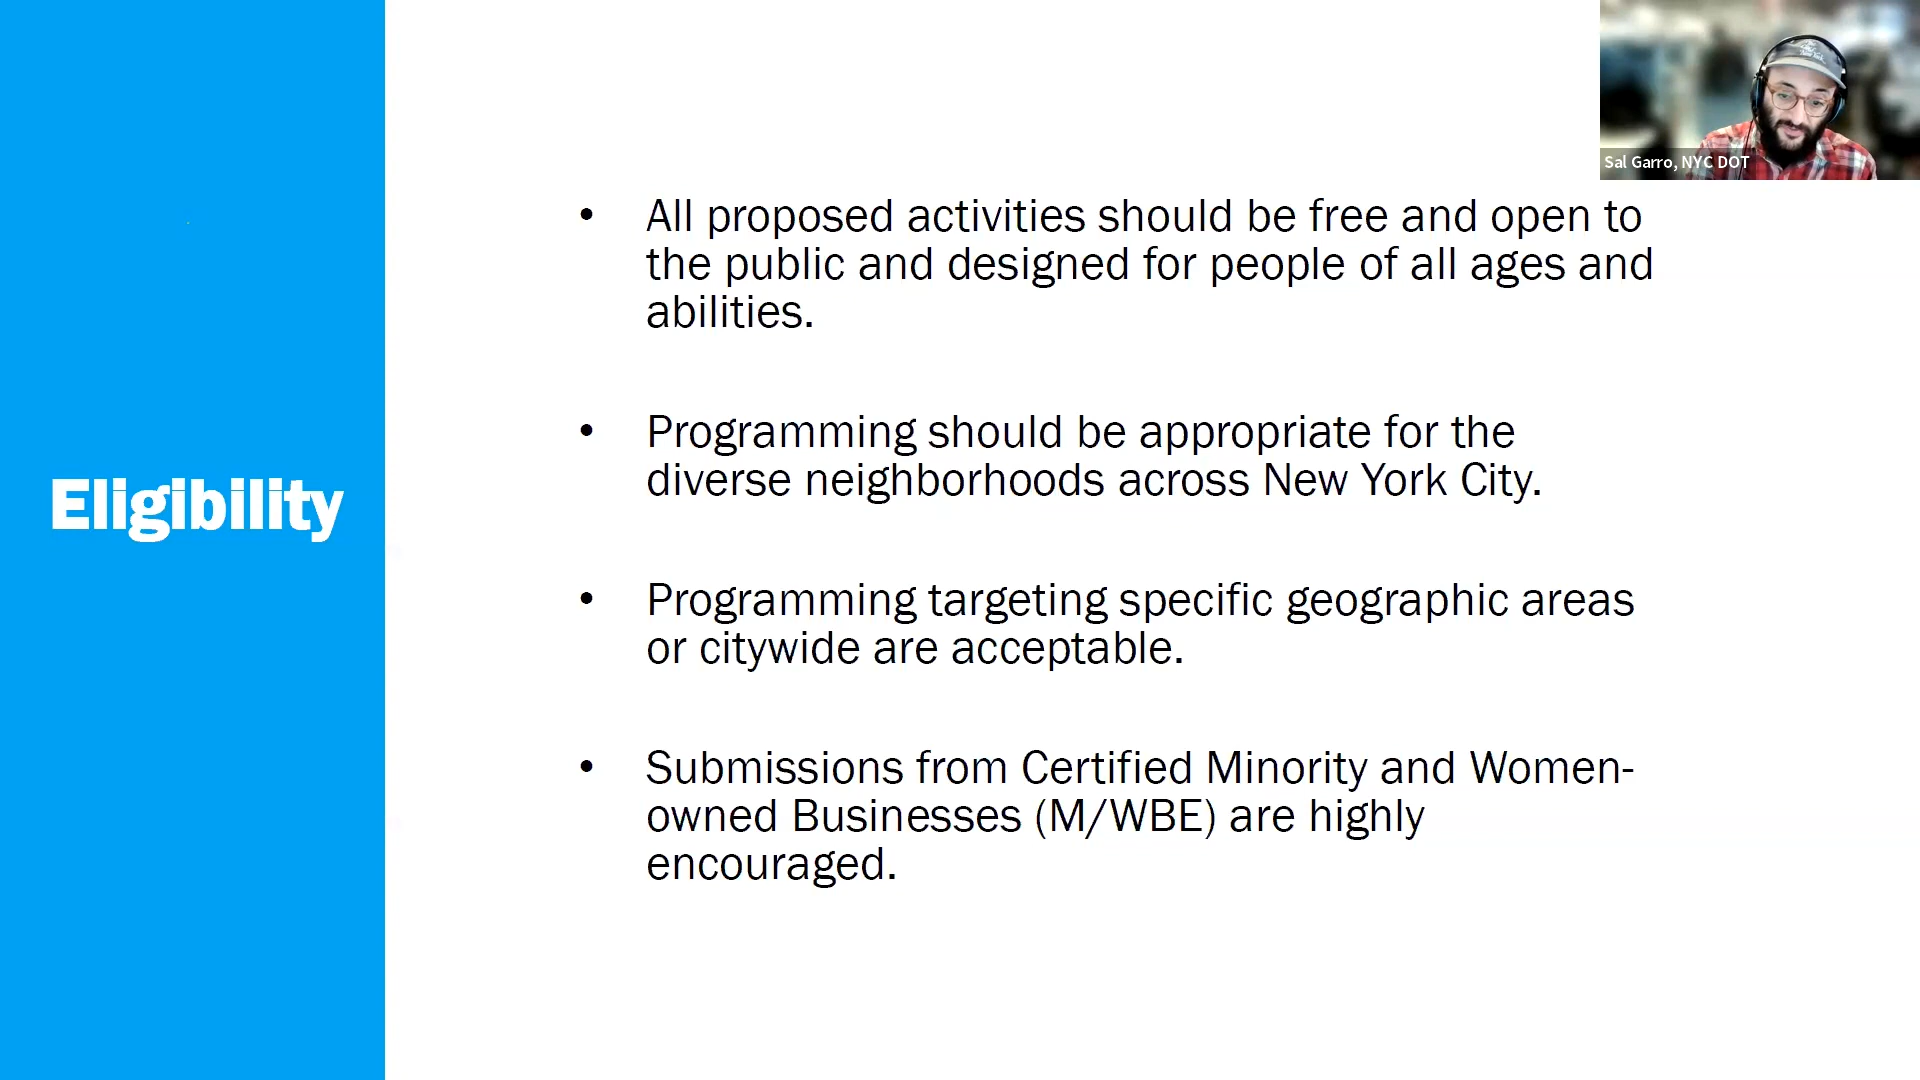 Sal Garro, NYC DOT
Eligibility
• All proposed activities should be free and open to
the public and designed for people of all ages and
abilities.
• Programming should be appropriate for the
diverse neighborhoods across New York City.
• Programming targeting specific geographic areas
or citywide are acceptable.
• Submissions from Certified Minority and Women-
owned Businesses (M/WBE) are highly
encouraged.